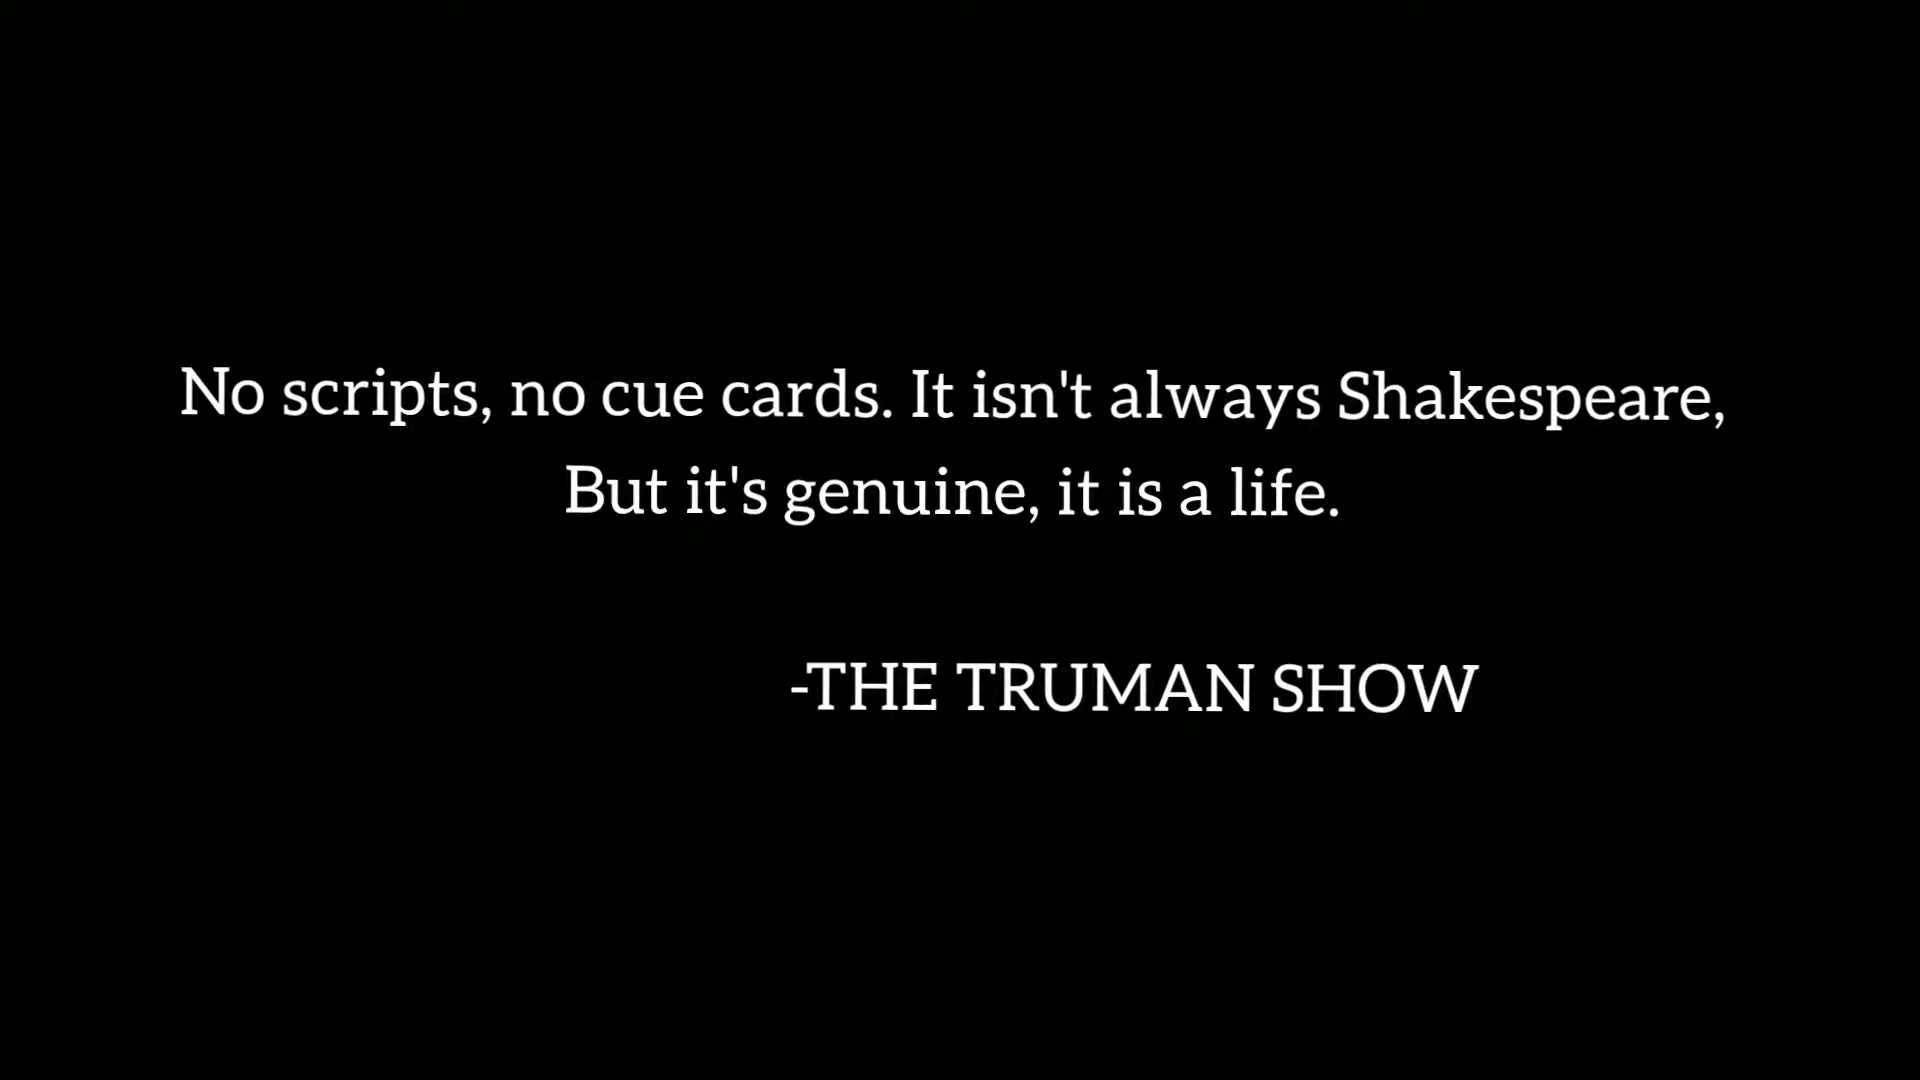 No scripts, no cue cards. It isn't always Shakespeare,
But it's genuine, it is a life.
-THE TRUMAN SHOW